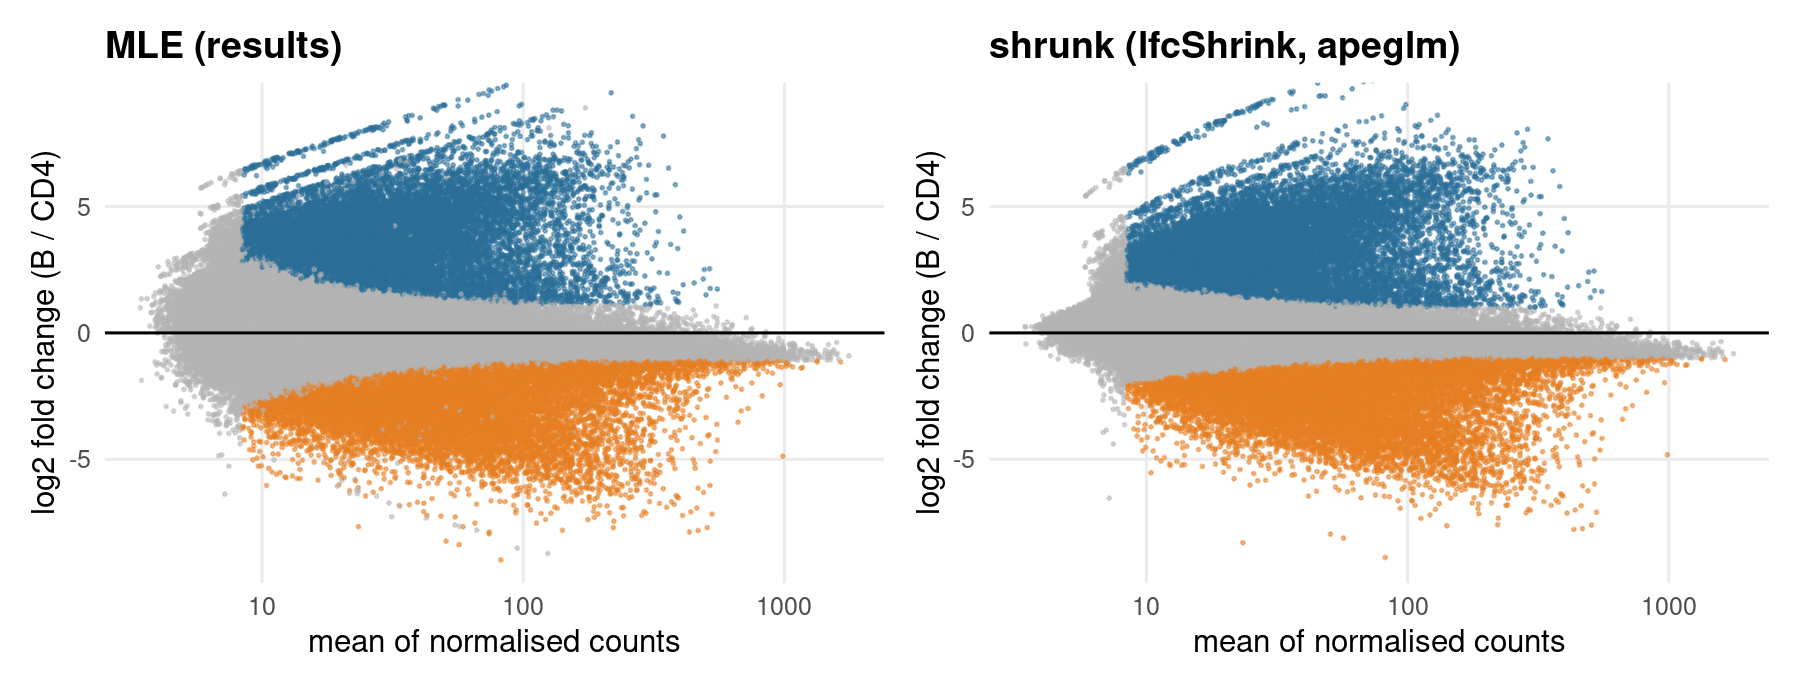 MLE (results)
log2 fold change (B / CD4)
5
0
-5
10
100
1000
mean of normalised counts
shrunk (lfcShrink, apeglm)
log2 fold change (B / CD4)
5
0
-5
10
100
1000
mean of normalised counts